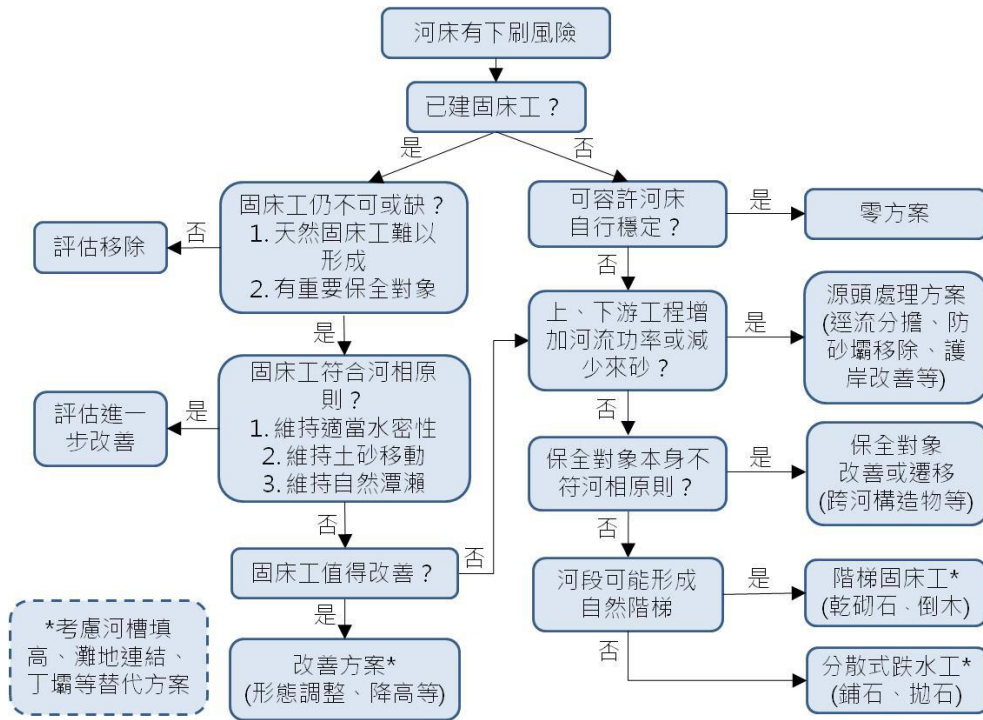 河床有下刷風險
已建固床工？
是
否
固床工仍不可或缺？
1. 天然固床工難以
形成
2. 有重要保全對象
否
評估移除
是
固床工符合河相原
則？
1. 維持適當水密性
2. 維持土砂移動
3. 維持自然潭瀨
是
評估進一
步改善
否
固床工值得改善？
否
是
改善方案*
(形態調整、降高等)
*考慮河槽填
高、灘地連結、
丁壩等替代方案
可容許河床
自行穩定？
是
零方案
否
上、下游工程增
加河流功率或減
少來砂？
是
源頭處理方案
(逕流分擔、防
砂壩移除、護
岸改善等)
否
保全對象本身不
符河相原則？
是
保全對象
改善或遷移
(跨河構造物等)
否
河段可能形成
自然階梯
是
階梯固床工*
(乾砌石、倒木)
否
分散式跌水工*
(鋪石、拋石)